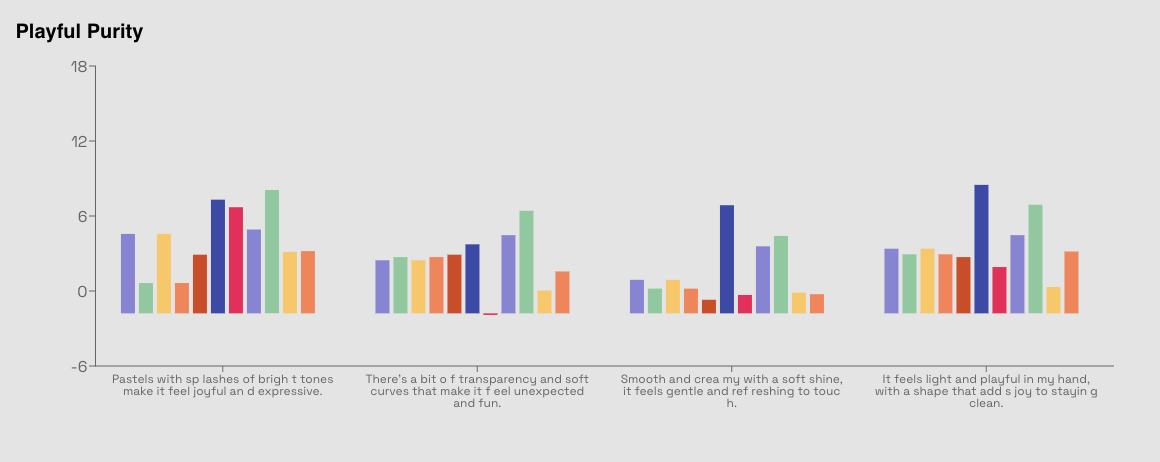 Playful Purity
18
12
6
0
-6
Pastels with sp lashes of brigh t tones
make it feel joyful an d expressive.
There's a bit o f transparency and soft
curves that make it f eel unexpected
and fun.
Smooth and crea my with a soft shine,
it feels gentle and ref reshing to touc
h.
It feels light and playful in my hand,
with a shape that add s joy to stayin g
clean.